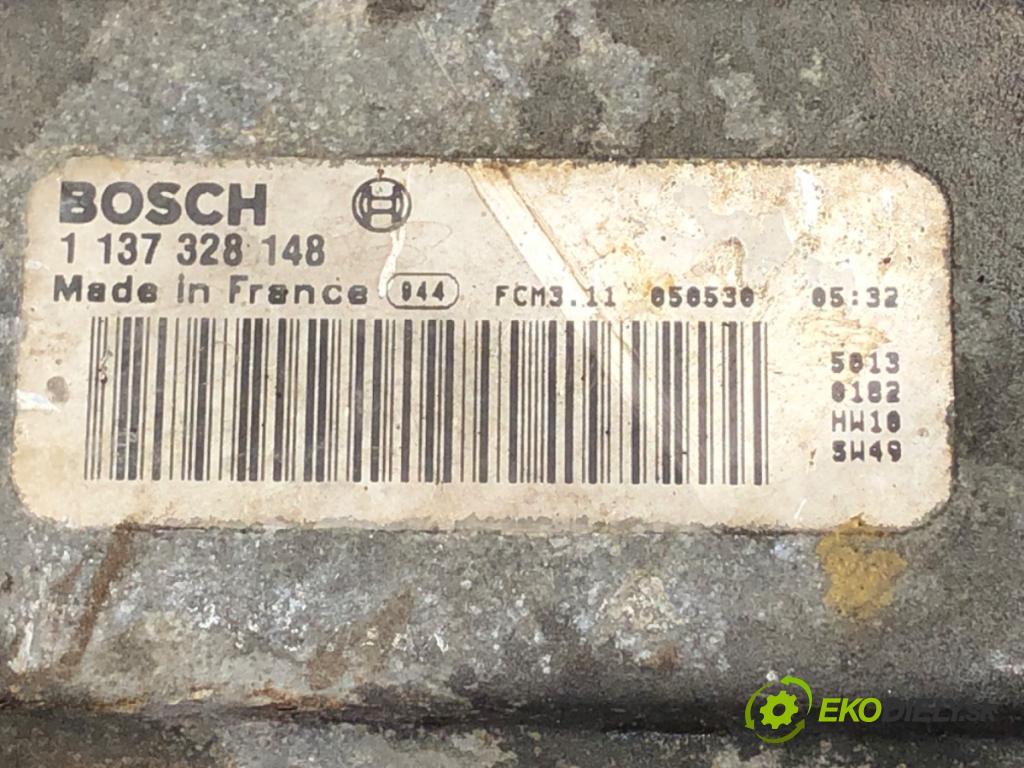 BOSCH
1 137 328 148
Made in France 044 FCM3.11 050530 05:32
5013
0182
HW10
SW49
EKODIELY.SK